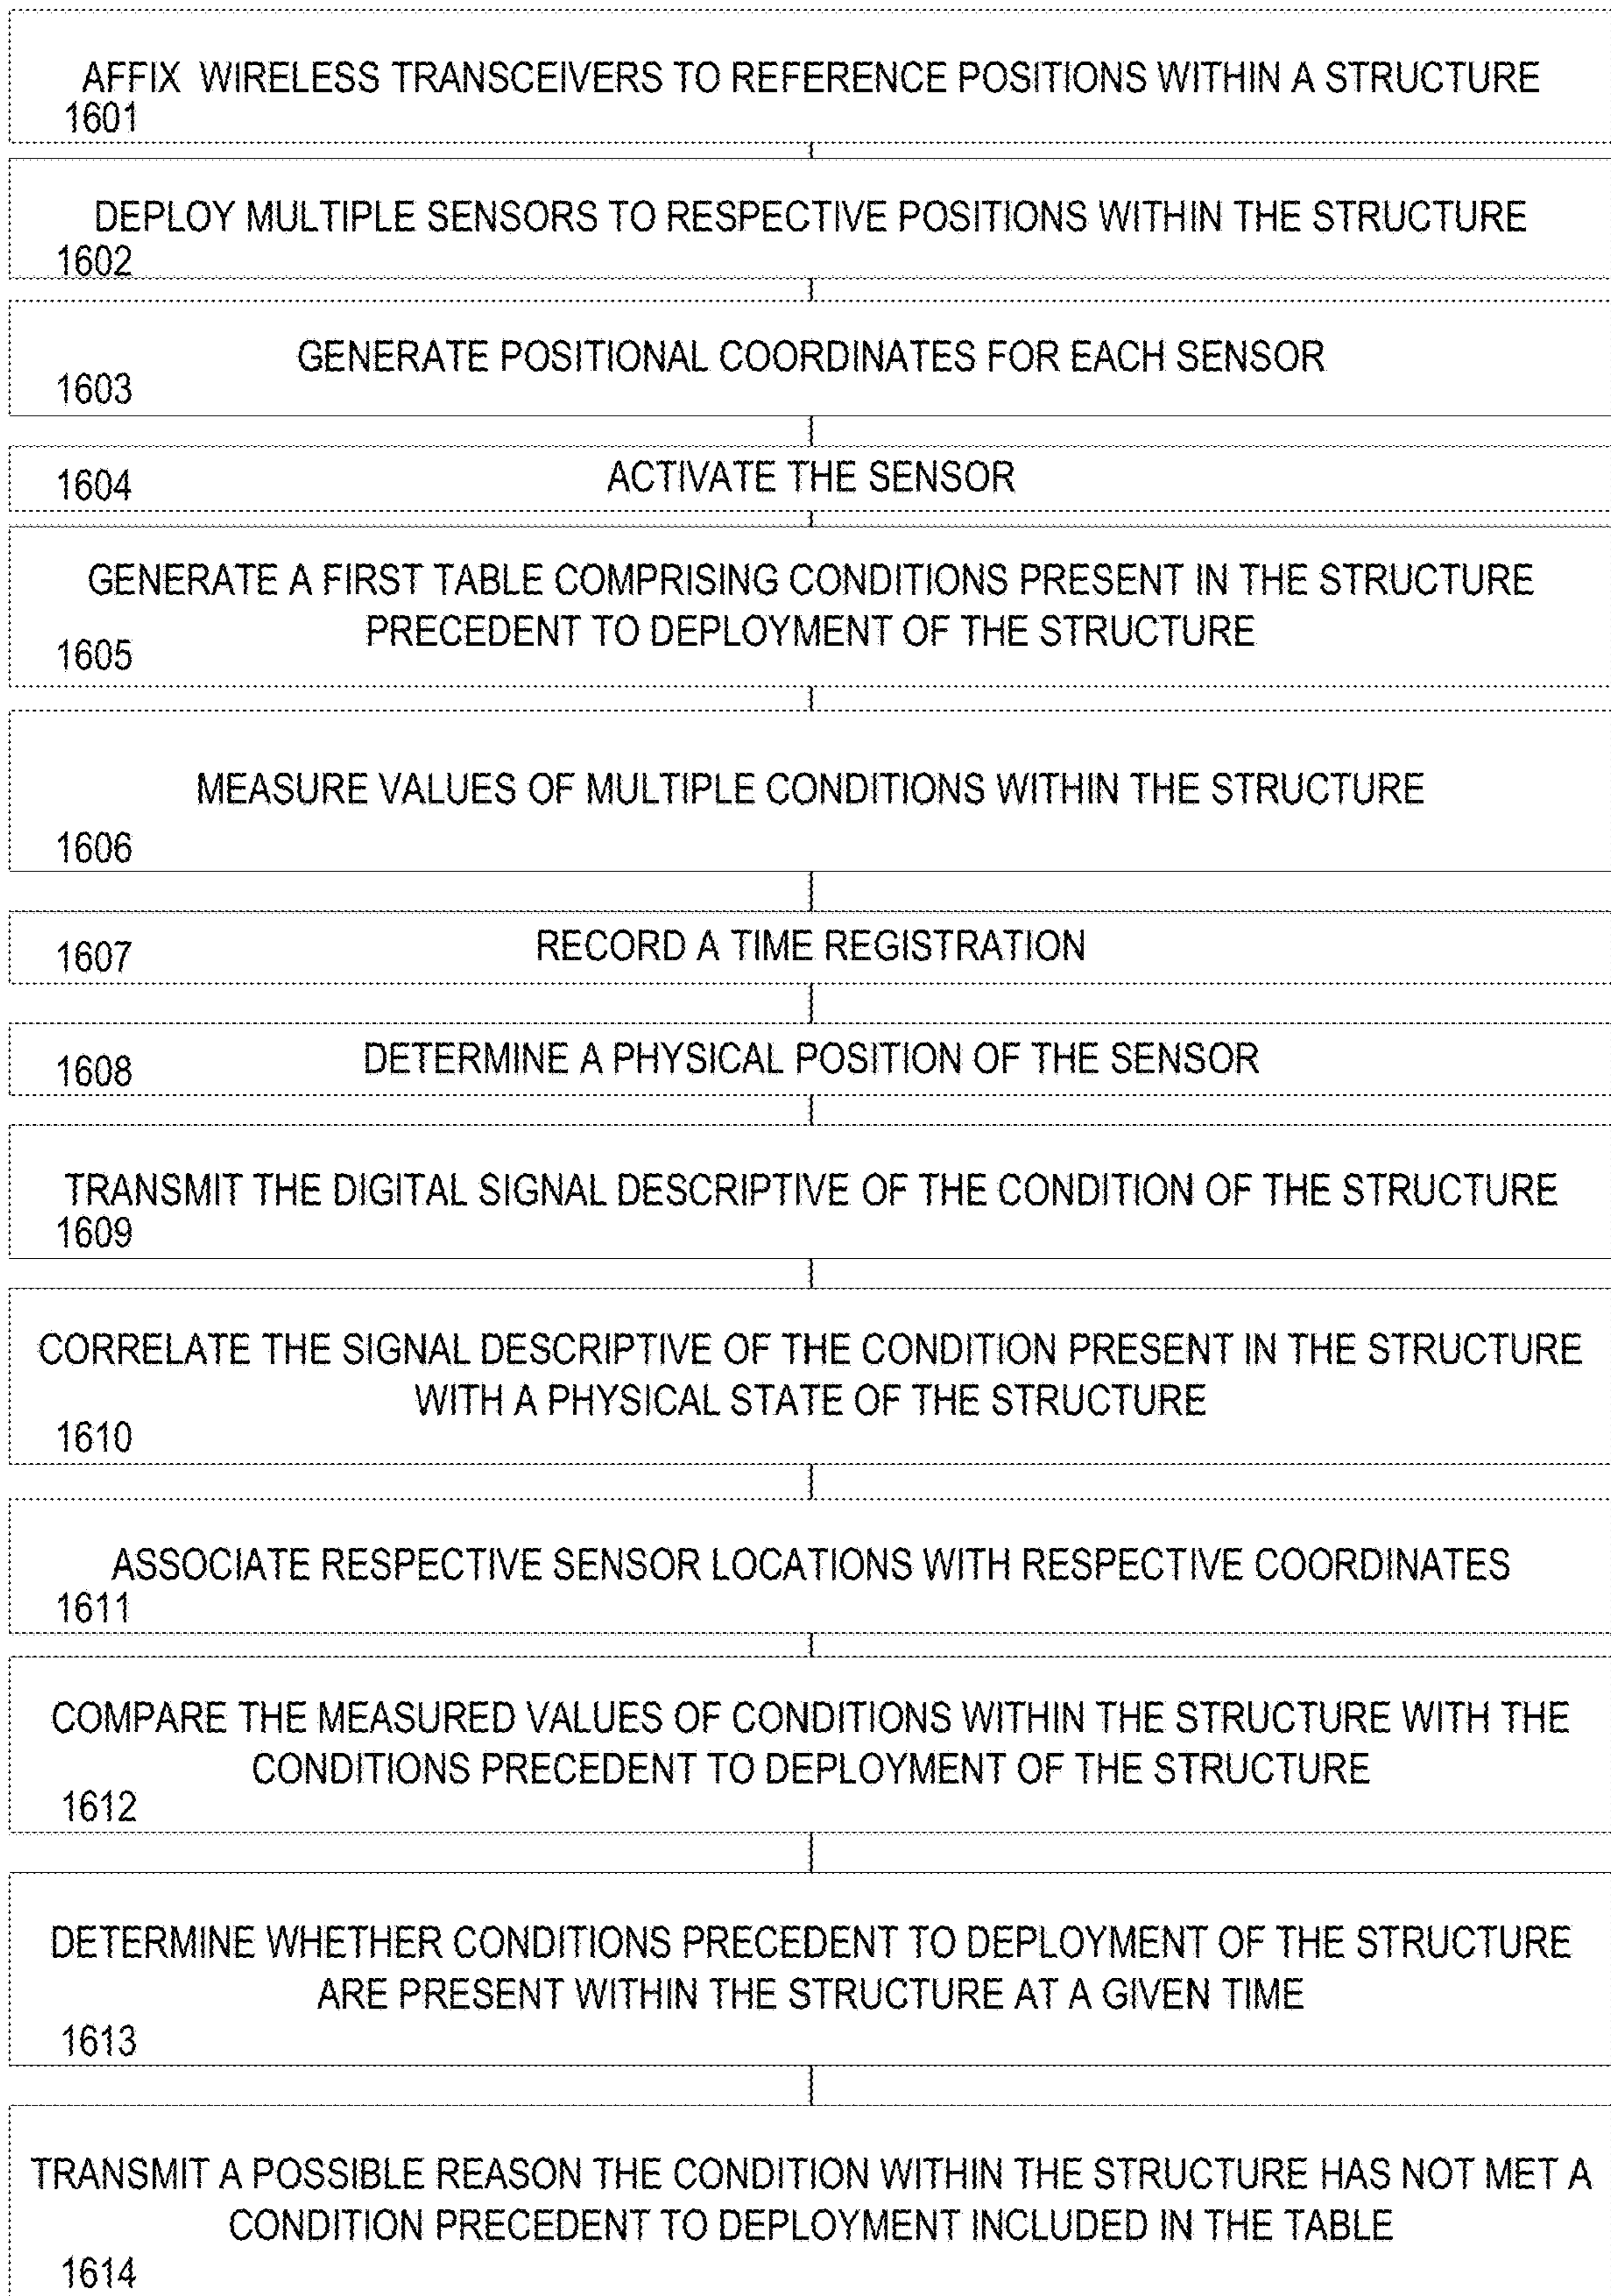 AFFIX WIRELESS TRANSCEIVERS TO REFERENCE POSITIONS WITHIN A STRUCTURE
1601
DEPLOY MULTIPLE SENSORS TO RESPECTIVE POSITIONS WITHIN THE STRUCTURE
1602
GENERATE POSITIONAL COORDINATES FOR EACH SENSOR
1603
1604
ACTIVATE THE SENSOR
GENERATE A FIRST TABLE COMPRISING CONDITIONS PRESENT IN THE STRUCTURE
PRECEDENT TO DEPLOYMENT OF THE STRUCTURE
1605
MEASURE VALUES OF MULTIPLE CONDITIONS WITHIN THE STRUCTURE
1606
1607
RECORD A TIME REGISTRATION
1608
DETERMINE A PHYSICAL POSITION OF THE SENSOR
TRANSMIT THE DIGITAL SIGNAL DESCRIPTIVE OF THE CONDITION OF THE STRUCTURE
1609
CORRELATE THE SIGNAL DESCRIPTIVE OF THE CONDITION PRESENT IN THE STRUCTURE
WITH A PHYSICAL STATE OF THE STRUCTURE
1610
ASSOCIATE RESPECTIVE SENSOR LOCATIONS WITH RESPECTIVE COORDINATES
1611
COMPARE THE MEASURED VALUES OF CONDITIONS WITHIN THE STRUCTURE WITH THE
CONDITIONS PRECEDENT TO DEPLOYMENT OF THE STRUCTURE
1612
DETERMINE WHETHER CONDITIONS PRECEDENT TO DEPLOYMENT OF THE STRUCTURE
ARE PRESENT WITHIN THE STRUCTURE AT A GIVEN TIME
1613
TRANSMIT A POSSIBLE REASON THE CONDITION WITHIN THE STRUCTURE HAS NOT MET A
CONDITION PRECEDENT TO DEPLOYMENT INCLUDED IN THE TABLE
1614